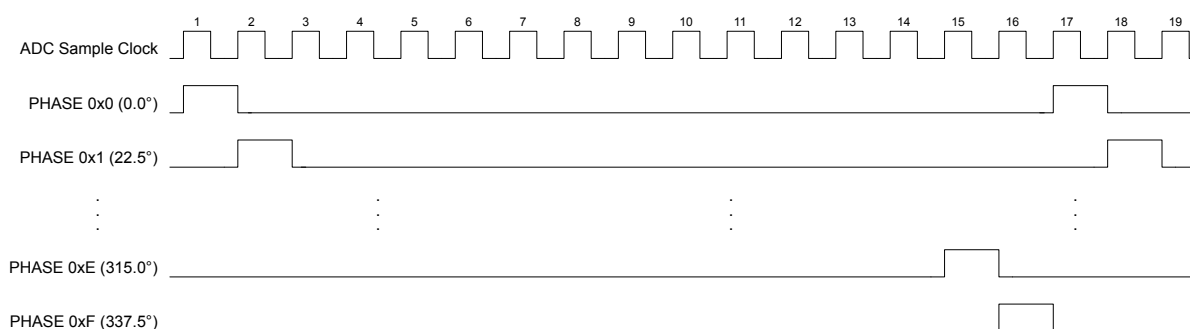 1 2 3 4 5 6 7 8 9 10 11 12 13 14 15 16 17 18 19
ADC Sample Clock
PHASE 0x0 (0.0°)
PHASE 0x1 (22.5°)
. . . .
. . . .
. . . .
PHASE 0xE (315.0°)
PHASE 0xF (337.5°)